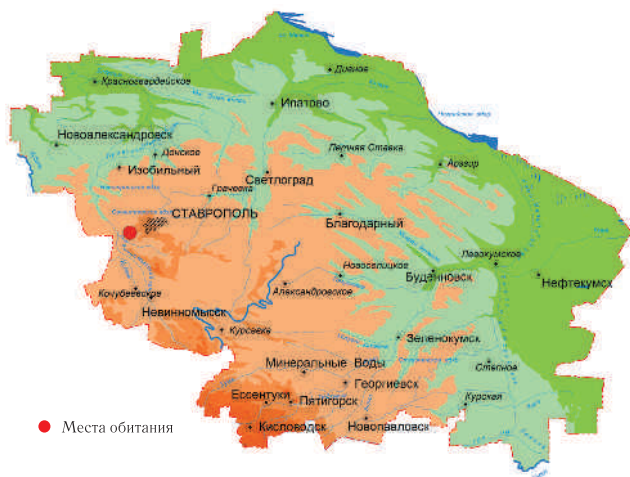 Дивное
Красногвардейское
Ипатово
Новоалександровск
Донское
Летняя Ставка
Арзгир
Изобильный
Светлоград
Грачевка
СТАВРОПОЛЬ
Благодарный
Левокумское
Новоселицкое
Буденновск
Нефтекумск
Кочубеевское
Александровское
Невинномысск
Курсавка
Зеленокумск
Минеральные Воды
Степное
Георгиевск
Ессентуки
Пятигорск
Курская
Кисловодск
Новопавловск
Места обитания